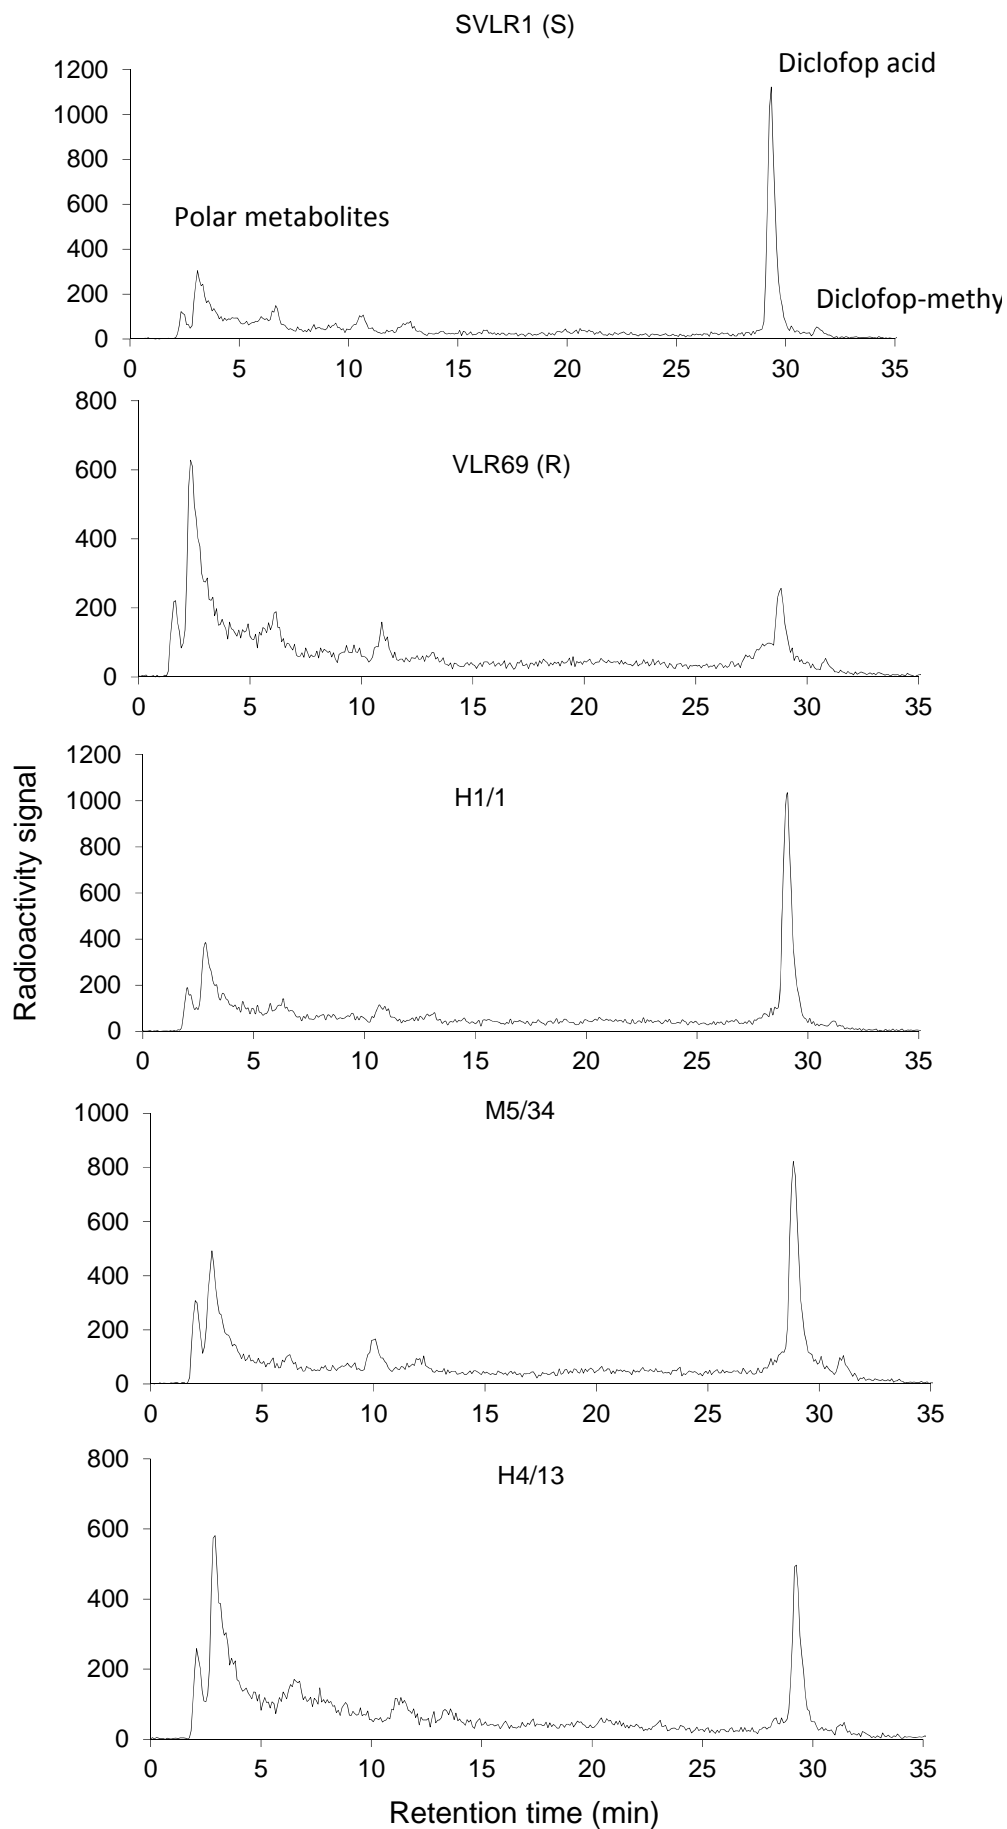 SVLR1 (S)
1200
1000
800
600
400
200
0
Diclofop acid
Polar metabolites
Diclofop-methy
0 5 10 15 20 25 30 35
800
600
400
200
0
VLR69 (R)
0 5 10 15 20 25 30 35
Radioactivity signal
1200
1000
800
600
400
200
0
H1/1
0 5 10 15 20 25 30 35
1000
800
600
400
200
0
M5/34
0 5 10 15 20 25 30 35
800
600
400
200
0
H4/13
0 5 10 15 20 25 30 35
Retention time (min)